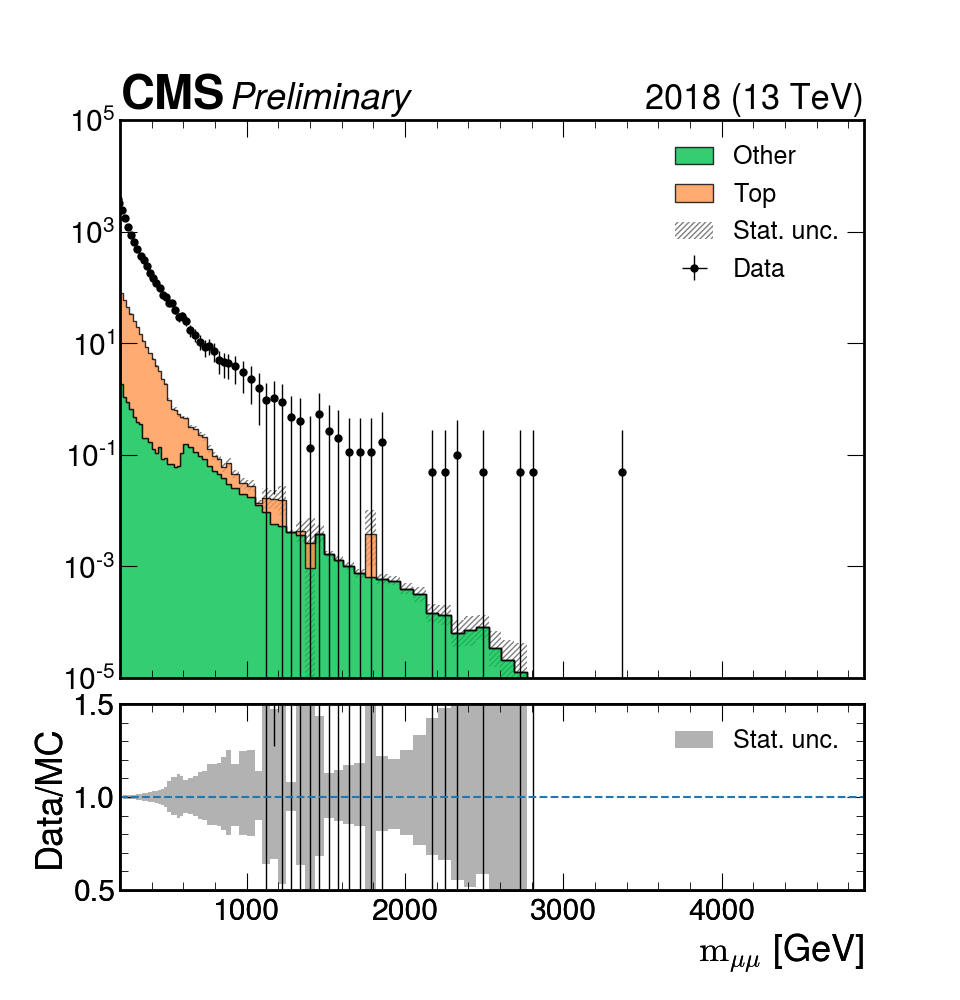 CMS Preliminary 2018 (13 TeV)
10^5
Other
Top
10^3
Stat. unc.
Data
10^1
10^-1
10^-3
10^-5
1.5
Stat. unc.
Data/MC
1.0
0.5
1000 2000 3000 4000
m_μμ [GeV]